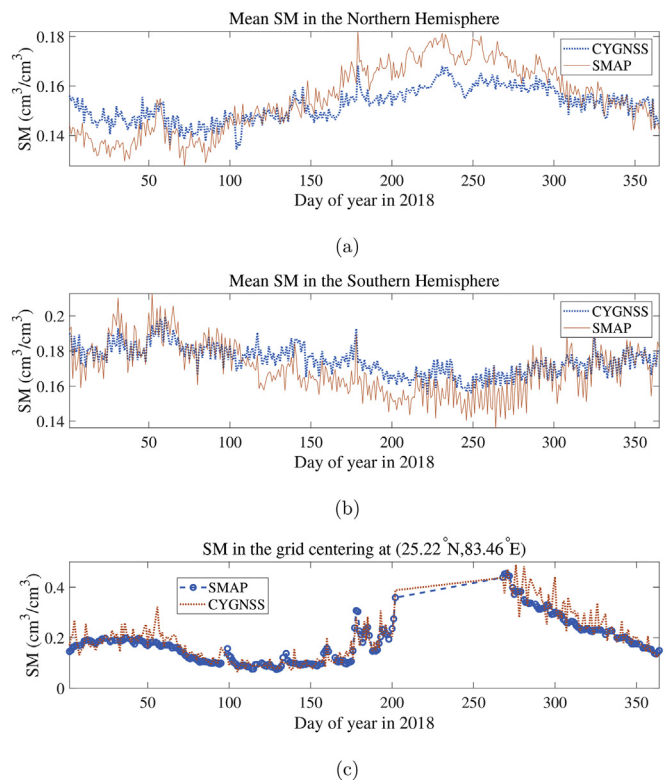 Mean SM in the Northern Hemisphere
0.18
0.16
0.14
SM (cm³/cm³)
CYGNSS
SMAP
50 100 150 200 250 300 350
Day of year in 2018
(a)
Mean SM in the Southern Hemisphere
0.2
0.18
0.16
0.14
SM (cm³/cm³)
CYGNSS
SMAP
50 100 150 200 250 300 350
Day of year in 2018
(b)
SM in the grid centering at (25.22°N,83.46°E)
0.4
0.2
0
SM (cm³/cm³)
SMAP
CYGNSS
50 100 150 200 250 300 350
Day of year in 2018
(c)